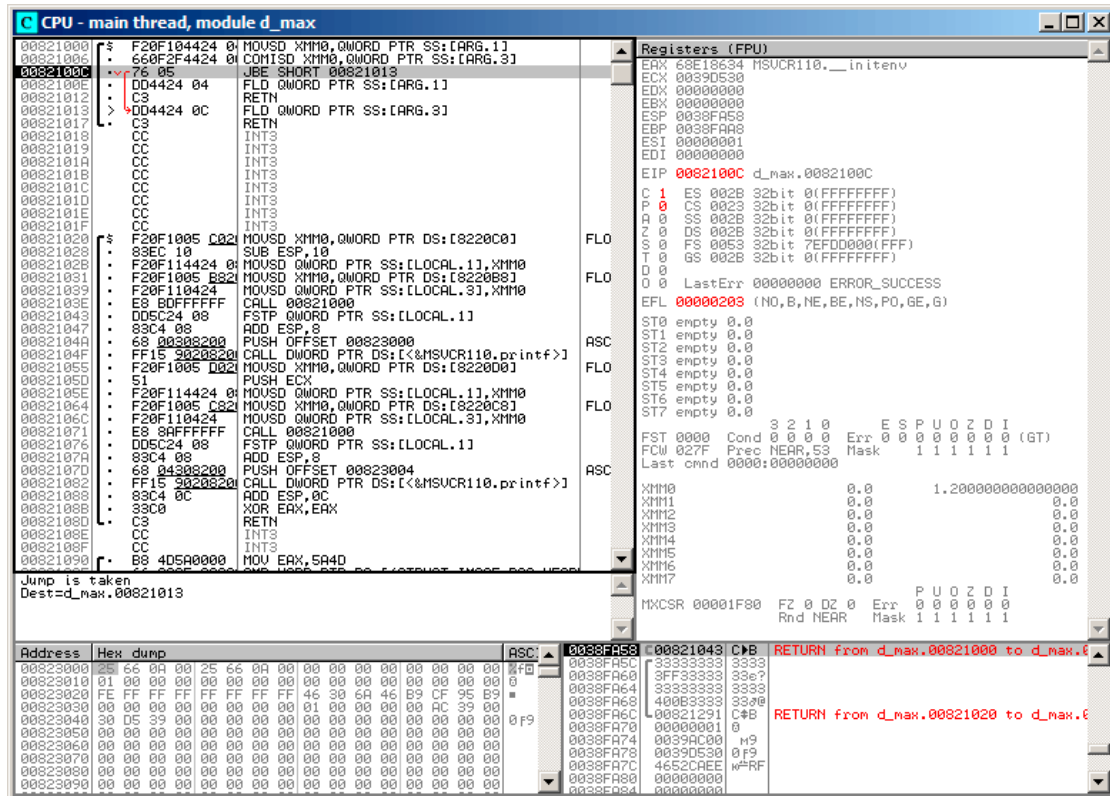 C CPU - main thread, module d_max
00821000 $ F20F104424 0 MOVSD XMM0,QWORD PTR SS:[ARG.1]
00821006 · 660F2F4424 0 COMISD XMM0,QWORD PTR SS:[ARG.3]
0082100C · 76 05 JBE SHORT 00821013
0082100E · DD4424 04 FLD QWORD PTR SS:[ARG.1]
00821012 · C3 RETN
00821013 > DD4424 0C FLD QWORD PTR SS:[ARG.3]
00821017 · C3 RETN
00821018 CC INT3
00821019 CC INT3
0082101A CC INT3
0082101B CC INT3
0082101C CC INT3
0082101D CC INT3
0082101E CC INT3
0082101F CC INT3
00821020 $ F20F1005 C02 MOVSD XMM0,QWORD PTR DS:[8220C0] FLO
00821028 · 83EC 10 SUB ESP,10
0082102B · F20F114424 0 MOVSD QWORD PTR SS:[LOCAL.1],XMM0
00821031 · F20F1005 B82 MOVSD XMM0,QWORD PTR DS:[8220B8] FLO
00821039 · F20F110424 MOVSD QWORD PTR SS:[LOCAL.3],XMM0
0082103E · E8 BDFFFFFF CALL 00821000
00821043 · DD5C24 08 FSTP QWORD PTR SS:[LOCAL.1]
00821047 · 83C4 08 ADD ESP,8
0082104A · 68 00308200 PUSH OFFSET 00823000 ASC
0082104F · FF15 9020820 CALL DWORD PTR DS:[<&MSVCR110.printf>]
00821055 · F20F1005 D02 MOVSD XMM0,QWORD PTR DS:[8220D0] FLO
0082105D · 51 PUSH ECX
0082105E · F20F114424 0 MOVSD QWORD PTR SS:[LOCAL.1],XMM0
00821064 · F20F1005 C82 MOVSD XMM0,QWORD PTR DS:[8220C8] FLO
0082106C · F20F110424 MOVSD QWORD PTR SS:[LOCAL.3],XMM0
00821071 · E8 8AFFFFFF CALL 00821000
00821076 · DD5C24 08 FSTP QWORD PTR SS:[LOCAL.1]
0082107A · 83C4 08 ADD ESP,8
0082107D · 68 04308200 PUSH OFFSET 00823004 ASC
00821082 · FF15 9020820 CALL DWORD PTR DS:[<&MSVCR110.printf>]
00821088 · 83C4 0C ADD ESP,0C
0082108B · 33C0 XOR EAX,EAX
0082108D · C3 RETN
0082108E CC INT3
0082108F CC INT3
00821090 · B8 4D5A0000 MOV EAX,5A4D
Jump is taken
Dest=d_max.00821013
Registers (FPU)
EAX 68E18634 MSVCR110.__initenv
ECX 0039D530
EDX 00000000
EBX 00000000
ESP 0038FA58
EBP 0038FAA8
ESI 00000001
EDI 00000000
EIP 0082100C d_max.0082100C
C 1 ES 002B 32bit 0(FFFFFFFF)
P 0 CS 0023 32bit 0(FFFFFFFF)
A 0 SS 002B 32bit 0(FFFFFFFF)
Z 0 DS 002B 32bit 0(FFFFFFFF)
S 0 FS 0053 32bit 7EFDD000(FFF)
T 0 GS 002B 32bit 0(FFFFFFFF)
D 0
O 0 LastErr 00000000 ERROR_SUCCESS
EFL 00000203 (NO,B,NE,BE,NS,PO,GE,G)
ST0 empty 0.0
ST1 empty 0.0
ST2 empty 0.0
ST3 empty 0.0
ST4 empty 0.0
ST5 empty 0.0
ST6 empty 0.0
ST7 empty 0.0
3 2 1 0 E S P U O Z D I
FST 0000 Cond 0 0 0 0 Err 0 0 0 0 0 0 0 0 (GT)
FCW 027F Prec NEAR,53 Mask 1 1 1 1 1 1
Last cmnd 0000:00000000
XMM0 0.0 1.200000000000000
XMM1 0.0 0.0
XMM2 0.0 0.0
XMM3 0.0 0.0
XMM4 0.0 0.0
XMM5 0.0 0.0
XMM6 0.0 0.0
XMM7 0.0 0.0
P U O Z D I
MXCSR 00001F80 FZ 0 DZ 0 Err 0 0 0 0 0 0
Rnd NEAR Mask 1 1 1 1 1 1
Address Hex dump ASC
00823000 25 66 0A 00 25 66 0A 00 00 00 00 00 00 00 00 00 %f
00823010 01 00 00 00 00 00 00 00 00 00 00 00 00 00 00 00
00823020 FE FF FF FF FF FF FF FF 46 30 6A 46 B9 CF 95 B9
00823030 00 00 00 00 00 00 00 00 01 00 00 00 00 AC 39 00
00823040 30 D5 39 00 00 00 00 00 00 00 00 00 00 00 00 00 0
00823050 00 00 00 00 00 00 00 00 00 00 00 00 00 00 00 00
00823060 00 00 00 00 00 00 00 00 00 00 00 00 00 00 00 00
00823070 00 00 00 00 00 00 00 00 00 00 00 00 00 00 00 00
00823080 00 00 00 00 00 00 00 00 00 00 00 00 00 00 00 00
00823090 00 00 00 00 00 00 00 00 00 00 00 00 00 00 00 00
0038FA58 00821043 C►B RETURN from d_max.00821000 to d_max.0
0038FA5C 33333333 3333
0038FA60 3FF33333 33≤?
0038FA64 33333333 3333
0038FA68 400B3333 33♂@
0038FA6C 00821291 C‡B RETURN from d_max.00821020 to d_max.0
0038FA70 00000001
0038FA74 0039AC00 M9
0038FA78 0039D530 0╒9
0038FA7C 4652CAEE RF
0038FA80 00000000
0038FA84 00000000